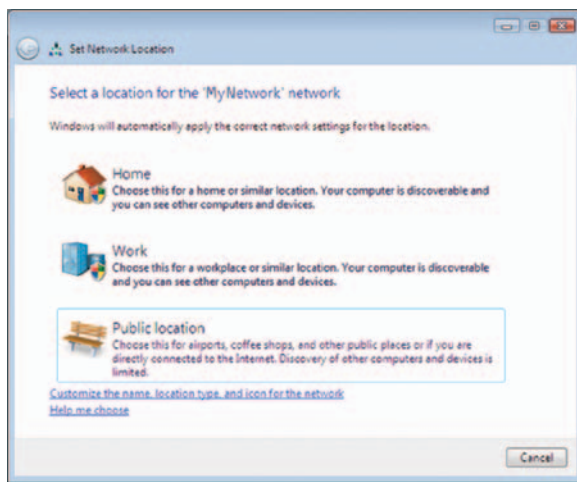 Set Network Location
Select a location for the 'MyNetwork' network
Windows will automatically apply the correct network settings for the location.
Home
Choose this for a home or similar location. Your computer is discoverable and
you can see other computers and devices.
Work
Choose this for a workplace or similar location. Your computer is discoverable
and you can see other computers and devices.
Public location
Choose this for airports, coffee shops, and other public places or if you are
directly connected to the Internet. Discovery of other computers and devices is
limited.
Customize the name, location type, and icon for the network
Help me choose
Cancel